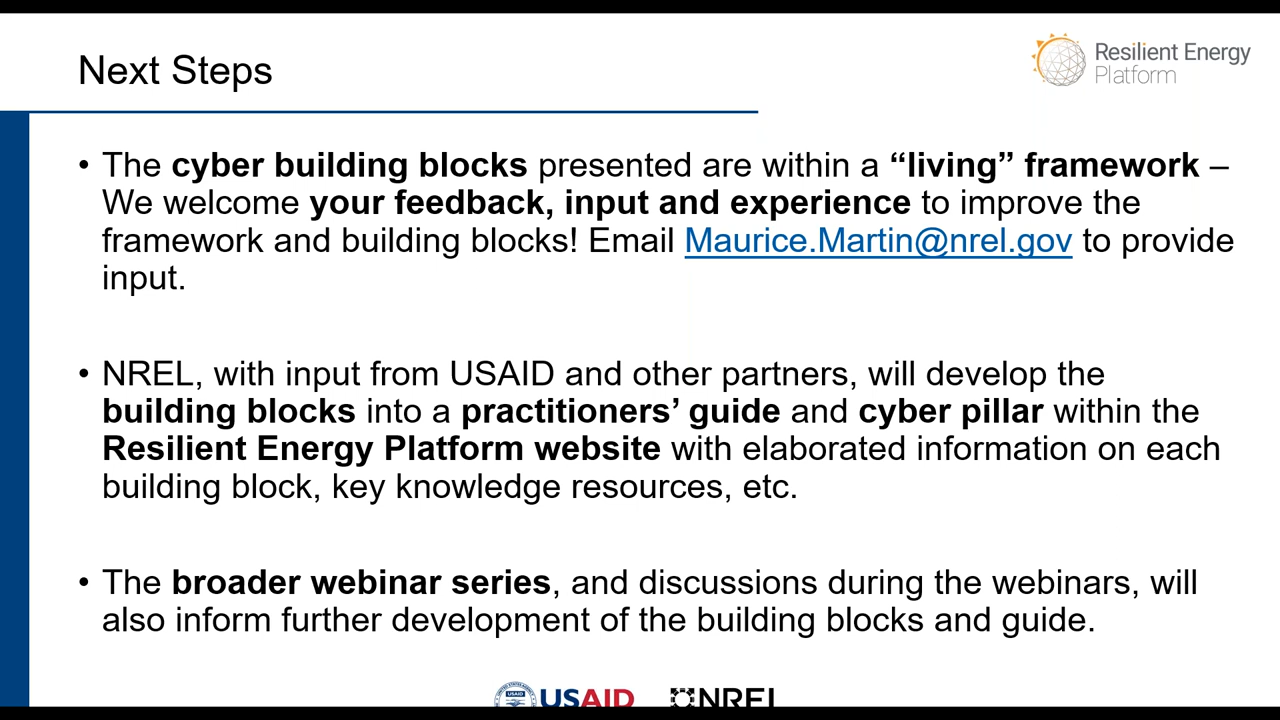 Next Steps
Resilient Energy
Platform
• The cyber building blocks presented are within a “living” framework –
We welcome your feedback, input and experience to improve the
framework and building blocks! Email Maurice.Martin@nrel.gov to provide
input.
• NREL, with input from USAID and other partners, will develop the
building blocks into a practitioners’ guide and cyber pillar within the
Resilient Energy Platform website with elaborated information on each
building block, key knowledge resources, etc.
• The broader webinar series, and discussions during the webinars, will
also inform further development of the building blocks and guide.
USAID
NREL